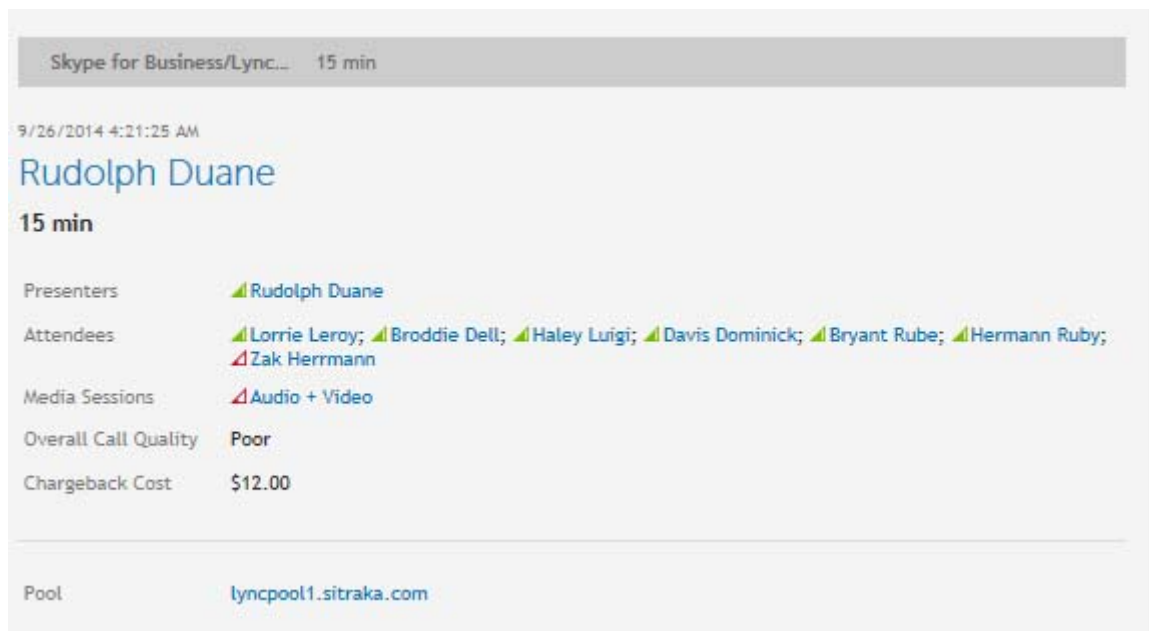 Skype for Business/Lync... 15 min
9/26/2014 4:21:25 AM
Rudolph Duane
15 min
Presenters Rudolph Duane
Attendees Lorrie Leroy; Broddie Dell; Haley Luigi; Davis Dominick; Bryant Rube; Hermann Ruby;
Zak Herrmann
Media Sessions Audio + Video
Overall Call Quality Poor
Chargeback Cost $12.00
Pool lyncpool1.sitraka.com